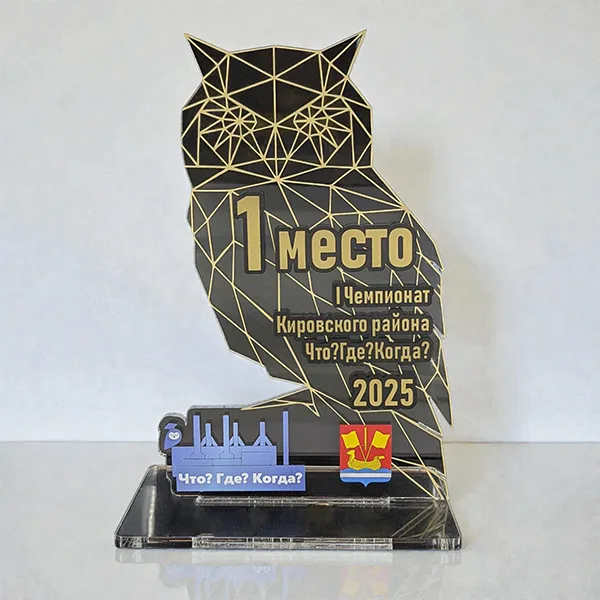 1 место
I Чемпионат
Кировского района
Что?Где?Когда?
2025
Что? Где? Когда?